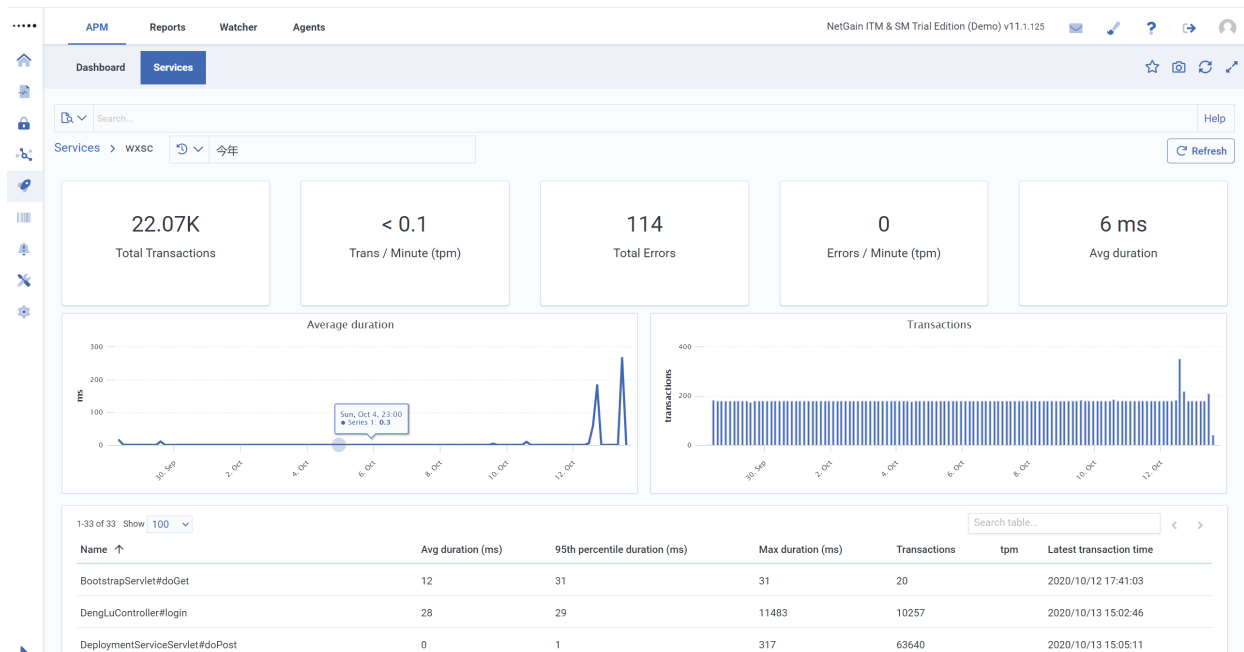 APM Reports Watcher Agents NetGain ITM & SM Trial Edition (Demo) v11.1.125
Dashboard Services
Search... Help
Services > wxsc 今年 Refresh
22.07K < 0.1 114 0 6 ms
Total Transactions Trans / Minute (tpm) Total Errors Errors / Minute (tpm) Avg duration
Average duration
300
200
100
0
ms
Sun, Oct 4, 23:00
● Series 1: 0.3
30. Sep 2. Oct 4. Oct 6. Oct 8. Oct 10. Oct 12. Oct
Transactions
400
200
0
transactions
30. Sep 2. Oct 4. Oct 6. Oct 8. Oct 10. Oct 12. Oct
1-33 of 33 Show 100 Search table...
Name Avg duration (ms) 95th percentile duration (ms) Max duration (ms) Transactions tpm Latest transaction time
BootstrapServlet#doGet 12 31 31 20 2020/10/12 17:41:03
DengLuController#login 28 29 11483 10257 2020/10/13 15:02:46
DeploymentServiceServlet#doPost 0 1 317 63640 2020/10/13 15:05:11